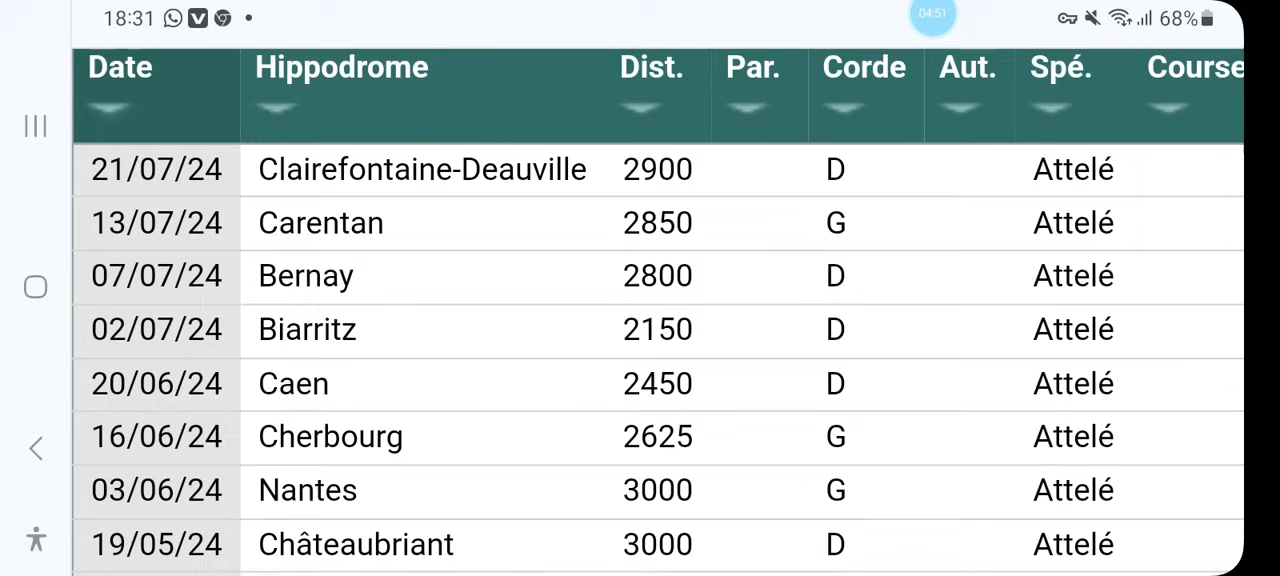 18:31
04:51
68%
Date Hippodrome Dist. Par. Corde Aut. Spé. Course
21/07/24 Clairefontaine-Deauville 2900 D Attelé
13/07/24 Carentan 2850 G Attelé
07/07/24 Bernay 2800 D Attelé
02/07/24 Biarritz 2150 D Attelé
20/06/24 Caen 2450 D Attelé
16/06/24 Cherbourg 2625 G Attelé
03/06/24 Nantes 3000 G Attelé
19/05/24 Châteaubriant 3000 D Attelé